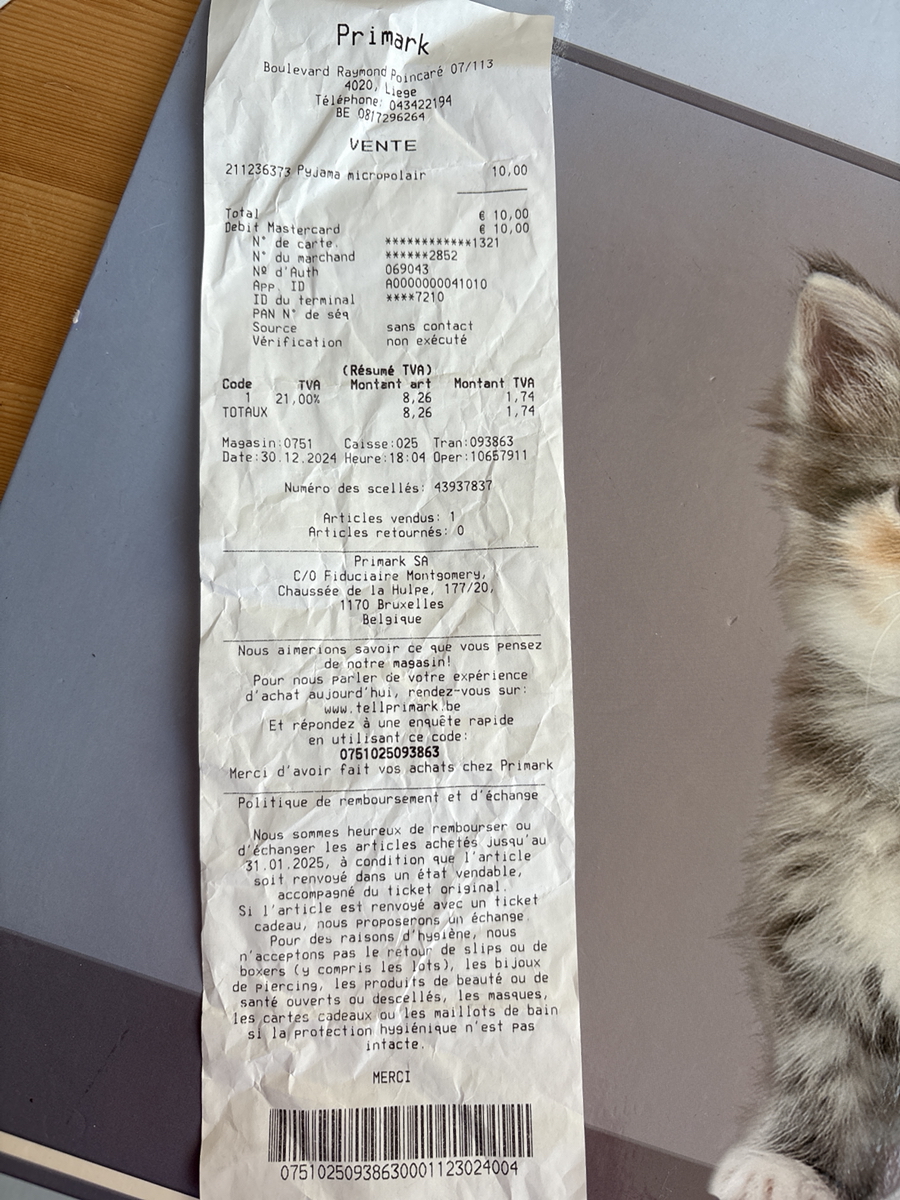 Primark
Boulevard Raymond Poincaré 07/113
4020, Liege
Téléphone: 043422194
BE 0817296264
VENTE
211236373 Pyjama micropolair 10,00
Total € 10,00
Debit Mastercard € 10,00
N° de carte. ************1321
N° du marchand ******2852
Nº d'Auth 069043
App. ID A0000000041010
ID du terminal ****7210
PAN N° de séq
Source sans contact
Vérification non exécuté
(Résumé TVA)
Code TVA Montant art Montant TVA
1 21,00% 8,26 1,74
TOTAUX 8,26 1,74
Magasin:0751 Caisse:025 Tran:093863
Date:30.12.2024 Heure:18:04 Oper:10657911
Numéro des scellés: 43937837
Articles vendus: 1
Articles retournés: 0
Primark SA
C/O Fiduciaire Montgomery,
Chaussée de la Hulpe, 177/20,
1170 Bruxelles
Belgique
Nous aimerions savoir ce que vous pensez
de notre magasin!
Pour nous parler de votre expérience
d'achat aujourd'hui, rendez-vous sur:
www.tellprimark.be
Et répondez à une enquête rapide
en utilisant ce code:
0751025093863
Merci d'avoir fait vos achats chez Primark
Politique de remboursement et d'échange
Nous sommes heureux de rembourser ou
d'échanger les articles achetés jusqu'au
31.01.2025, à condition que l'article
soit renvoyé dans un état vendable,
accompagné du ticket original.
Si l'article est renvoyé avec un ticket
cadeau, nous proposerons un échange.
Pour des raisons d'hygiène, nous
n'acceptons pas le retour de slips ou de
boxers (y compris les lots), les bijoux
de piercing, les produits de beauté ou de
santé ouverts ou descellés, les masques,
les cartes cadeaux ou les maillots de bain
si la protection hygiénique n'est pas
intacte.
MERCI
07510250938630001123024004